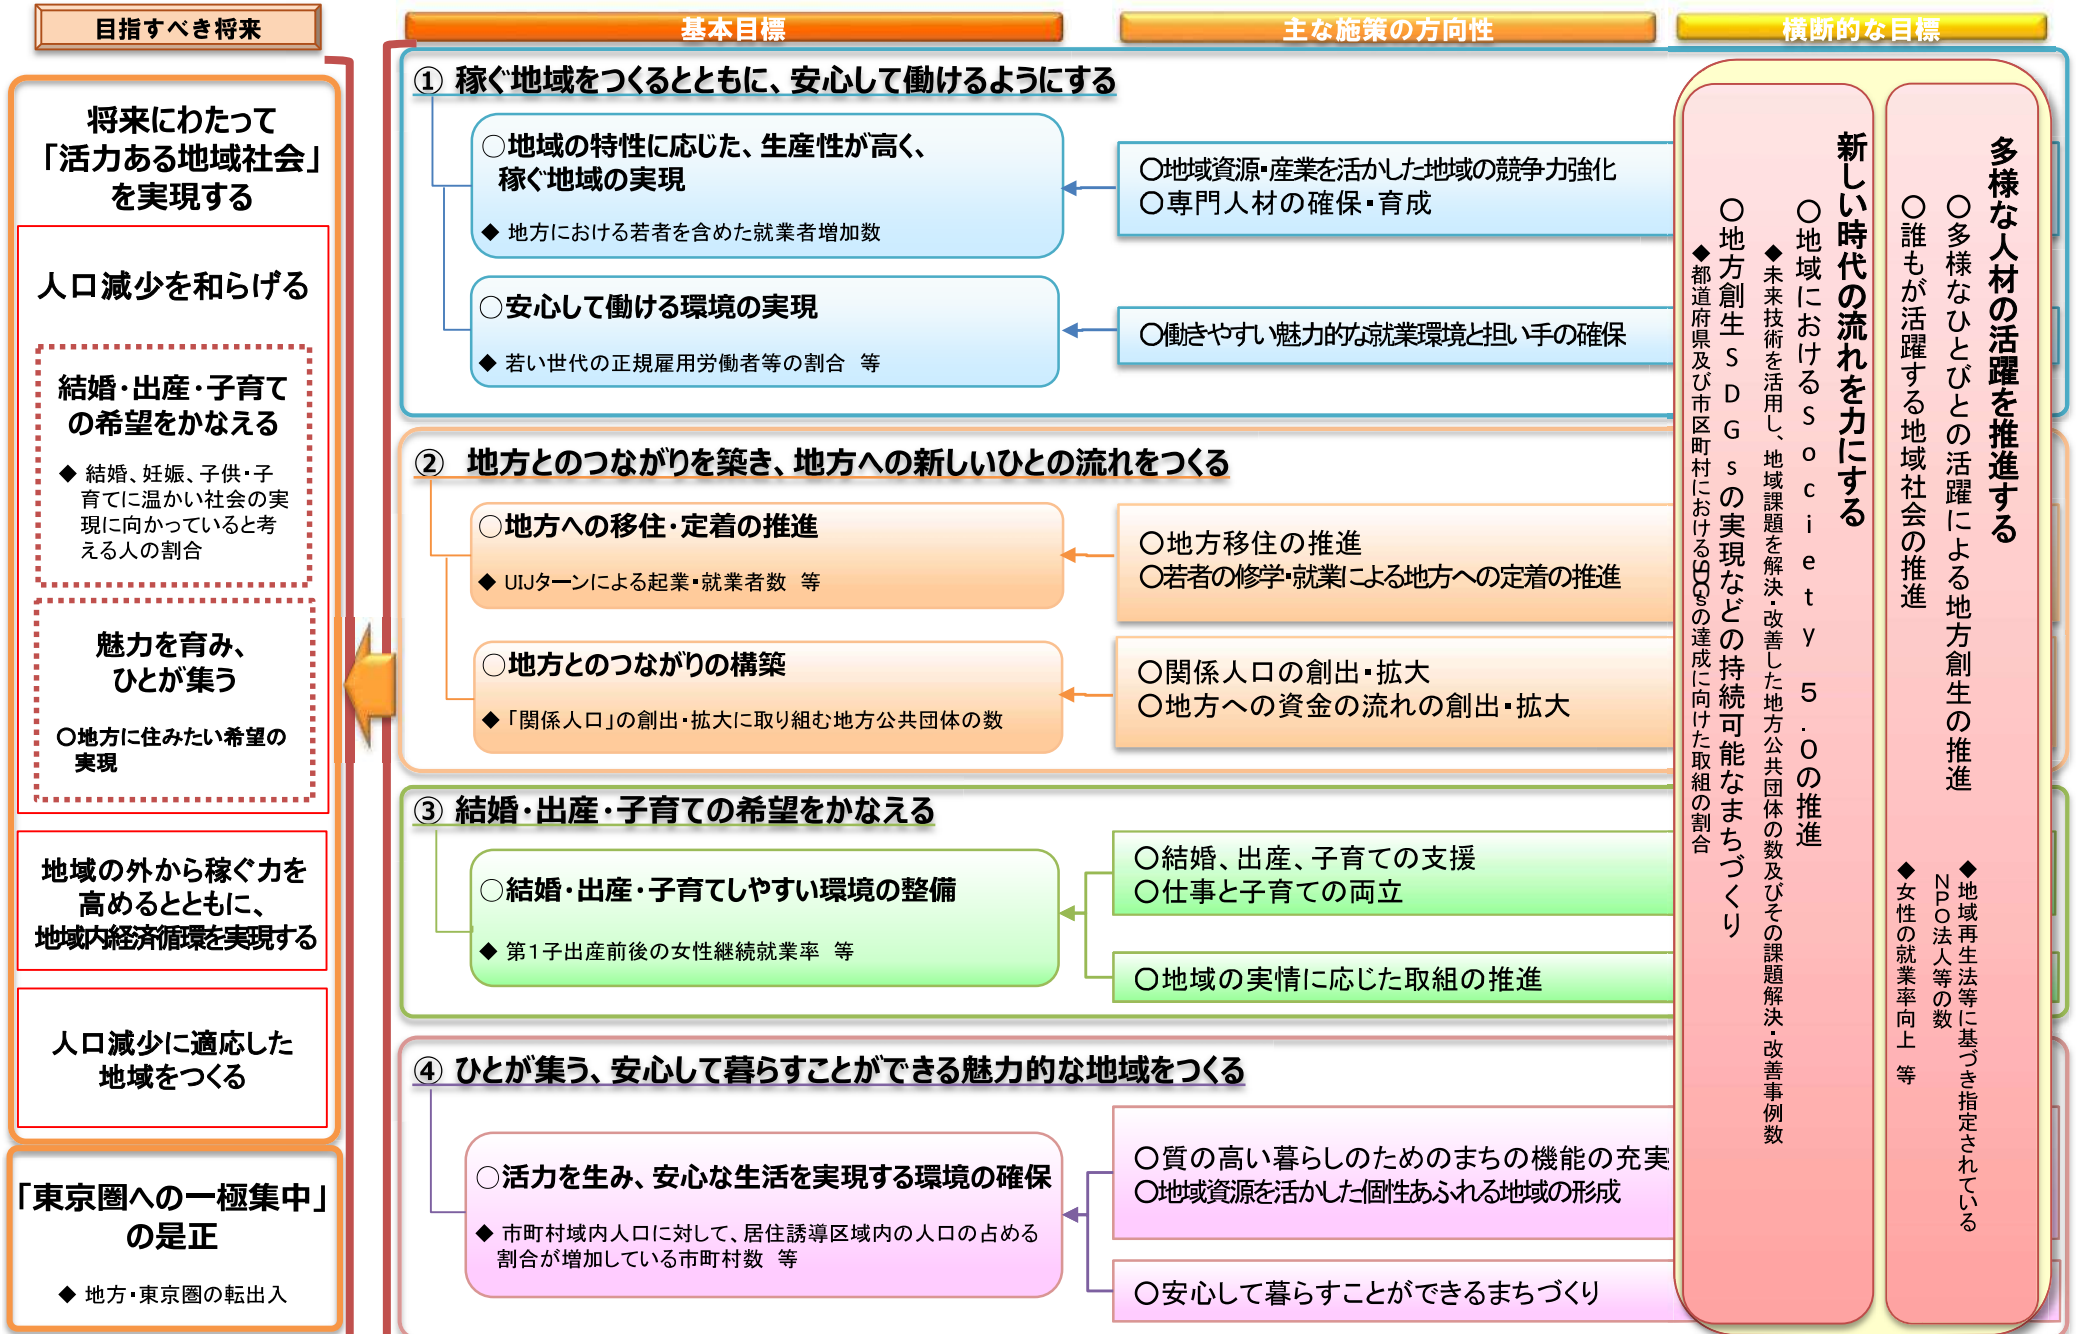 目指すべき将来
将来にわたって
「活力ある地域社会」
を実現する
人口減少を和らげる
結婚・出産・子育て
の希望をかなえる
◆ 結婚、妊娠、子供・子
育てに温かい社会の実
現に向かっていると考
える人の割合
魅力を育み、
ひとが集う
○地方に住みたい希望の
実現
地域の外から稼ぐ力を
高めるとともに、
地域内経済循環を実現する
人口減少に適応した
地域をつくる
「東京圏への一極集中」
の是正
◆ 地方・東京圏の転出入
基本目標
主な施策の方向性
横断的な目標
① 稼ぐ地域をつくるとともに、安心して働けるようにする
○地域の特性に応じた、生産性が高く、
稼ぐ地域の実現
◆ 地方における若者を含めた就業者増加数
○地域資源・産業を活かした地域の競争力強化
○専門人材の確保・育成
○安心して働ける環境の実現
◆ 若い世代の正規雇用労働者等の割合 等
○働きやすい魅力的な就業環境と担い手の確保
② 地方とのつながりを築き、地方への新しいひとの流れをつくる
○地方への移住・定着の推進
◆ UIJターンによる起業・就業者数 等
○地方移住の推進
○若者の修学・就業による地方への定着の推進
○地方とのつながりの構築
◆「関係人口」の創出・拡大に取り組む地方公共団体の数
○関係人口の創出・拡大
○地方への資金の流れの創出・拡大
③ 結婚・出産・子育ての希望をかなえる
○結婚・出産・子育てしやすい環境の整備
◆ 第1子出産前後の女性継続就業率 等
○結婚、出産、子育ての支援
○仕事と子育ての両立
○地域の実情に応じた取組の推進
④ ひとが集う、安心して暮らすことができる魅力的な地域をつくる
○活力を生み、安心な生活を実現する環境の確保
◆ 市町村域内人口に対して、居住誘導区域内の人口の占める
割合が増加している市町村数 等
○質の高い暮らしのためのまちの機能の充実
○地域資源を活かした個性あふれる地域の形成
○安心して暮らすことができるまちづくり
多様な人材の活躍を推進する
○多様なひとびとの活躍による地方創生の推進
◆地域再生法等に基づき指定されている
NPO法人等の数
○誰もが活躍する地域社会の推進
◆女性の就業率向上 等
新しい時代の流れを力にする
○地域におけるSociety 5.0の推進
◆未来技術を活用し、地域課題を解決・改善した地方公共団体の数及びその課題解決・改善事例数
○地方創生SDGsの実現などの持続可能なまちづくり
◆都道府県及び市区町村におけるSDGsの達成に向けた取組の割合